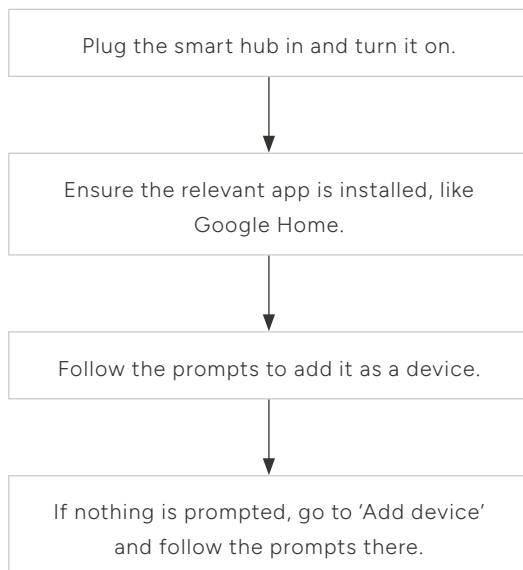 Plug the smart hub in and turn it on.
Ensure the relevant app is installed, like
Google Home.
Follow the prompts to add it as a device.
If nothing is prompted, go to ‘Add device’
and follow the prompts there.